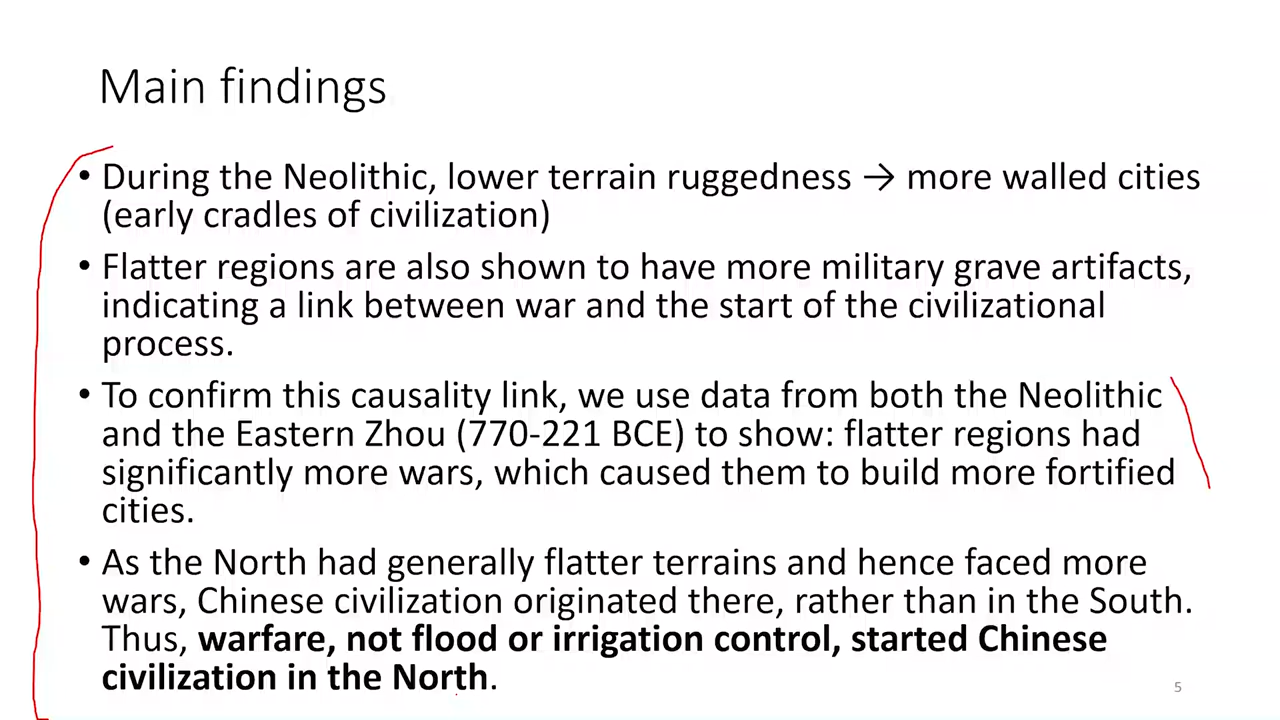 Main findings
• During the Neolithic, lower terrain ruggedness → more walled cities
(early cradles of civilization)
• Flatter regions are also shown to have more military grave artifacts,
indicating a link between war and the start of the civilizational
process.
• To confirm this causality link, we use data from both the Neolithic
and the Eastern Zhou (770-221 BCE) to show: flatter regions had
significantly more wars, which caused them to build more fortified
cities.
• As the North had generally flatter terrains and hence faced more
wars, Chinese civilization originated there, rather than in the South.
Thus, warfare, not flood or irrigation control, started Chinese
civilization in the North.
5